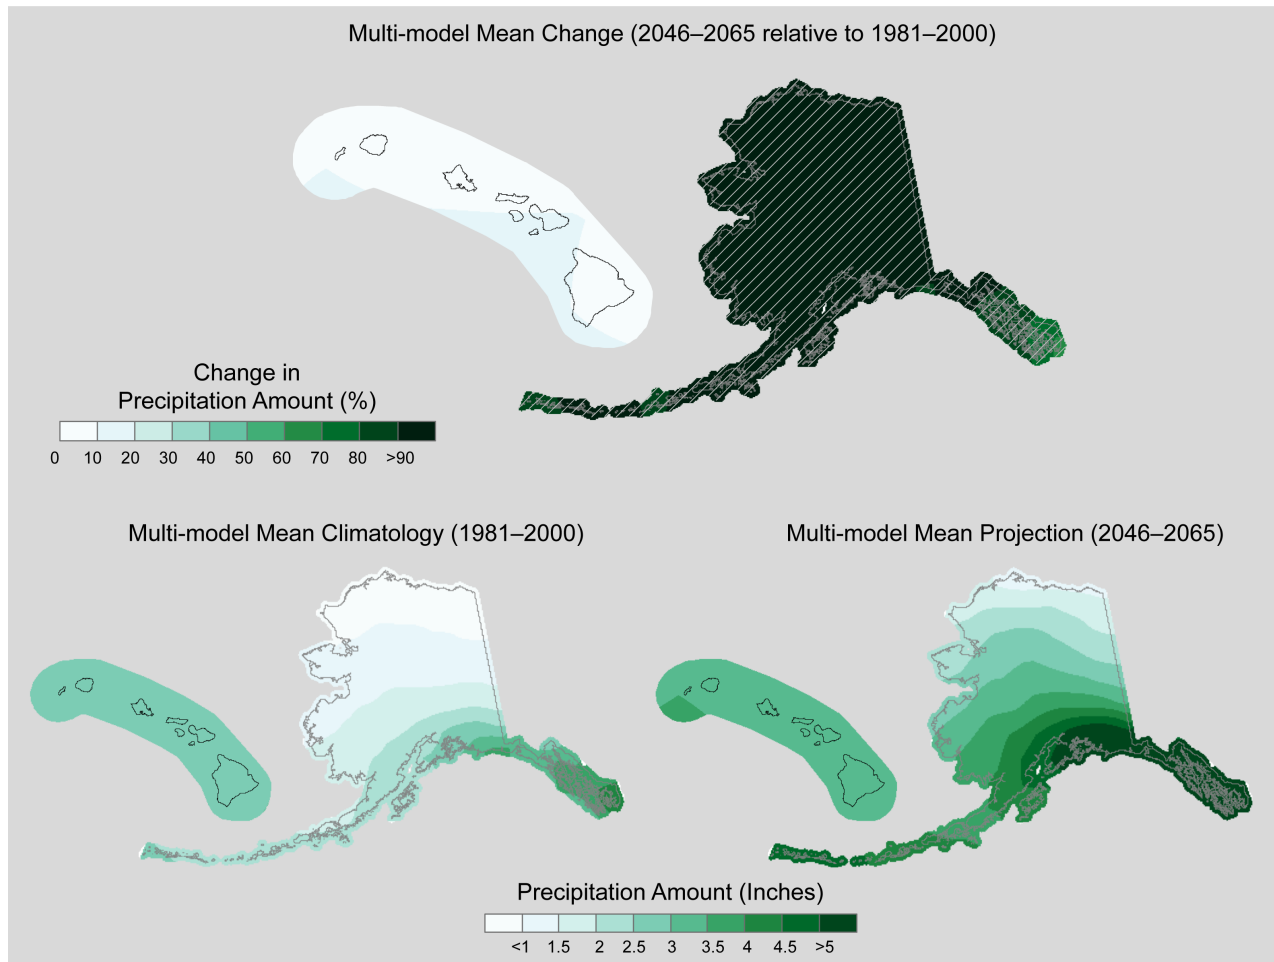 Multi-model Mean Change (2046–2065 relative to 1981–2000)
Change in
Precipitation Amount (%)
0 10 20 30 40 50 60 70 80 >90
Multi-model Mean Climatology (1981–2000)
Multi-model Mean Projection (2046–2065)
Precipitation Amount (Inches)
<1 1.5 2 2.5 3 3.5 4 4.5 >5